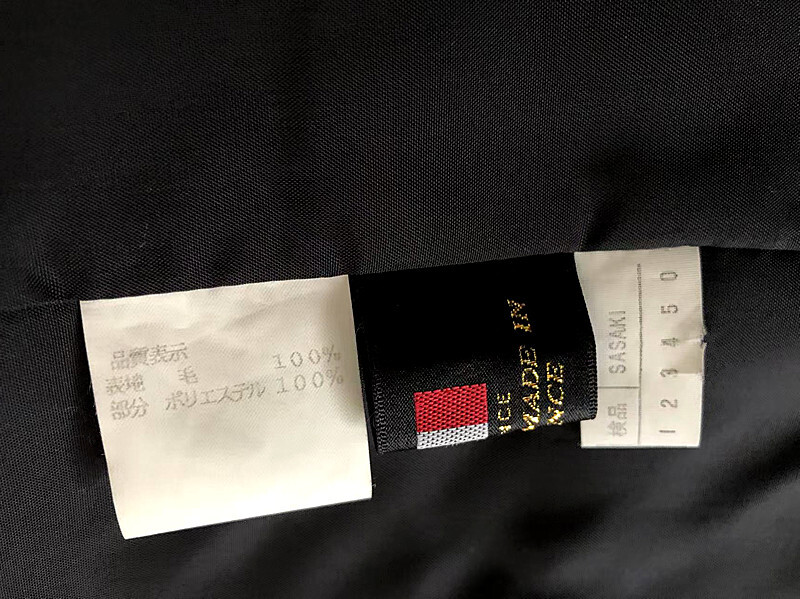 品質表示
表地 毛 100%
部分 ポリエステル 100%
NCE
MADE IN
NCE
検品 SASAKI
1 2 3 4 5 0